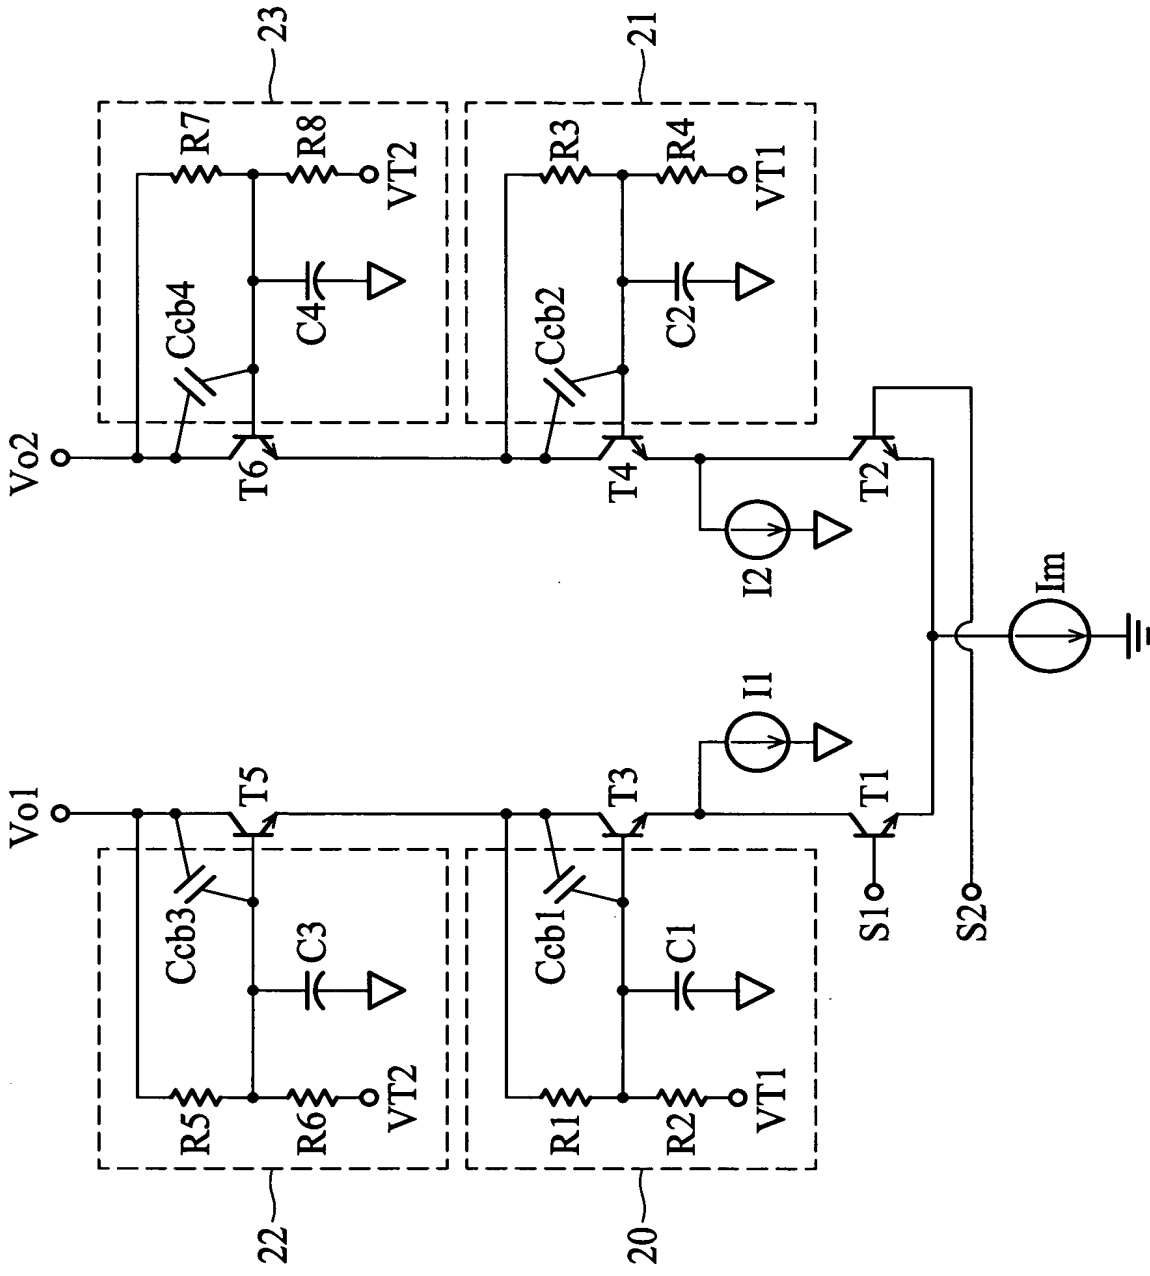 23
21
R7
R8
VT2
R3
R4
VT1
Ccb4
C4
Ccb2
C2
Vo2
T6
T4
T2
I2
Im
I1
Vo1
T5
T3
T1
Ccb3
C3
Ccb1
C1
S1
S2
R5
R6
VT2
R1
R2
VT1
22
20